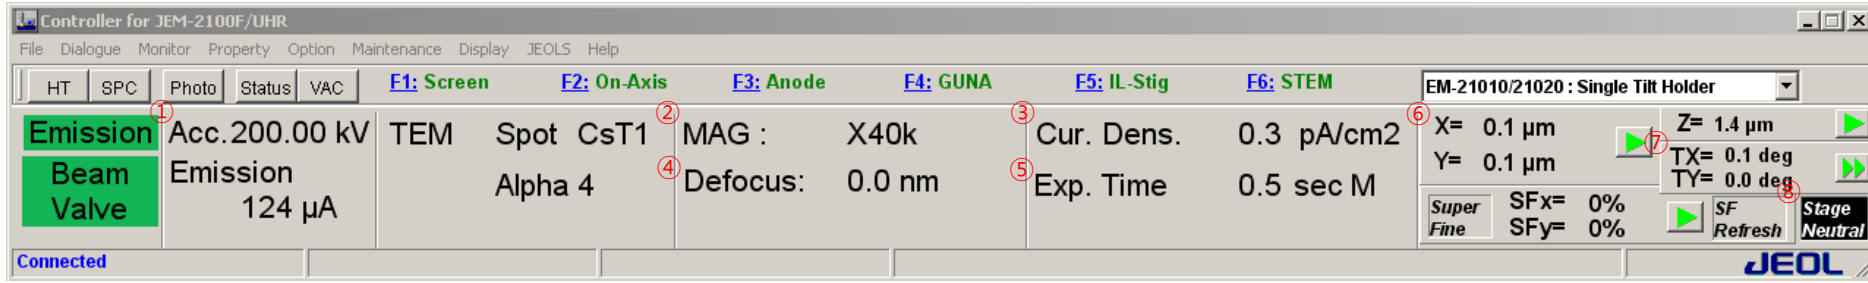 Controller for JEM-2100F/UHR
File Dialogue Monitor Property Option Maintenance Display JEOLS Help
HT SPC Photo Status VAC F1: Screen F2: On-Axis F3: Anode F4: GUNA F5: IL-Stig F6: STEM EM-21010/21020 : Single Tilt Holder
① ② ③ ⑥
Emission Acc.200.00 kV TEM Spot CsT1 MAG : X40k Cur. Dens. 0.3 pA/cm2 X= 0.1 µm Z= 1.4 µm
⑦
④ ⑤ Y= 0.1 µm TX= 0.1 deg
Beam Valve Emission 124 µA Alpha 4 Defocus: 0.0 nm Exp. Time 0.5 sec M TY= 0.0 deg
⑧
Super Fine SFx= 0% SF Refresh Stage Neutral
SFy= 0%
Connected JEOL